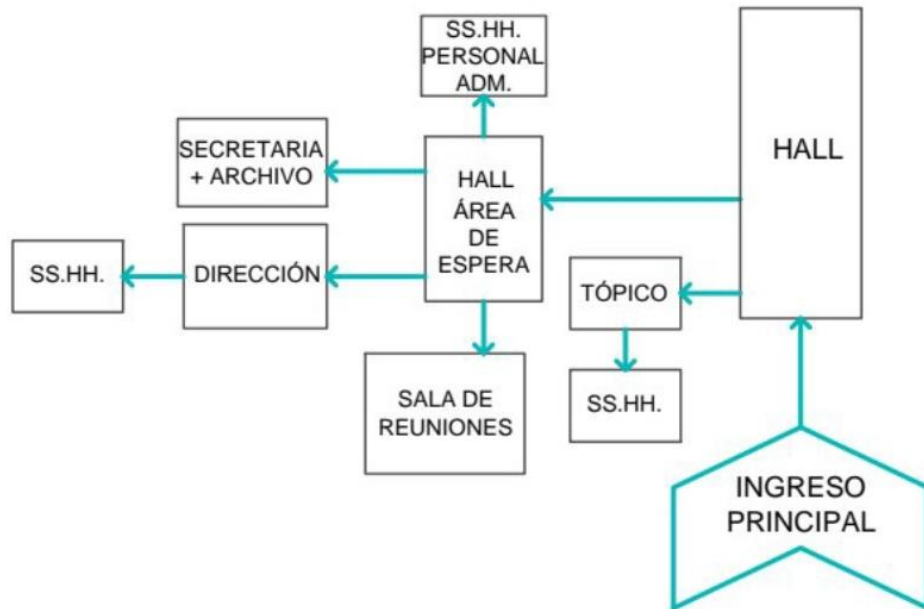 SS.HH.
PERSONAL
ADM.
SECRETARIA
+ ARCHIVO
HALL
ÁREA
DE
ESPERA
HALL
SS.HH.
DIRECCIÓN
TÓPICO
SALA DE
REUNIONES
SS.HH.
INGRESO
PRINCIPAL